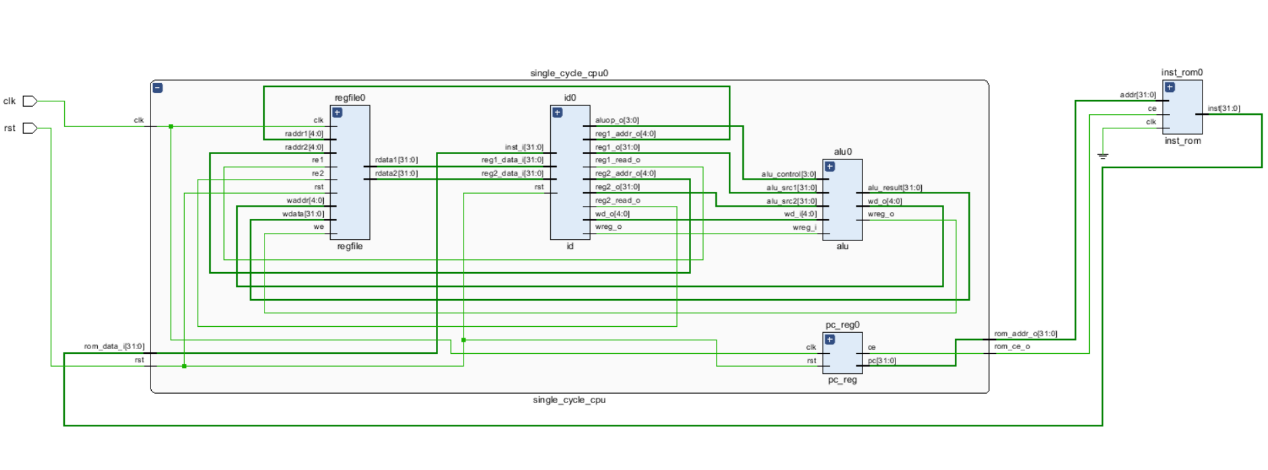 single_cycle_cpu0
inst_rom0
clk
rst
clk
regfile0
clk
raddr1[4:0]
raddr2[4:0]
re1
re2
rst
waddr[4:0]
wdata[31:0]
we
rdata1[31:0]
rdata2[31:0]
regfile
id0
inst_i[31:0]
reg1_data_i[31:0]
reg2_data_i[31:0]
rst
aluop_o[3:0]
reg1_addr_o[4:0]
reg1_o[31:0]
reg1_read_o
reg2_addr_o[4:0]
reg2_o[31:0]
reg2_read_o
wd_o[4:0]
wreg_o
id
alu0
alu_control[3:0]
alu_src1[31:0]
alu_src2[31:0]
wd_i[4:0]
wreg_i
alu_result[31:0]
wd_o[4:0]
wreg_o
alu
addr[31:0]
ce
clk
inst[31:0]
inst_rom
pc_reg0
clk
rst
ce
pc[31:0]
pc_reg
rom_addr_o[31:0]
rom_ce_o
rom_data_i[31:0]
rst
single_cycle_cpu